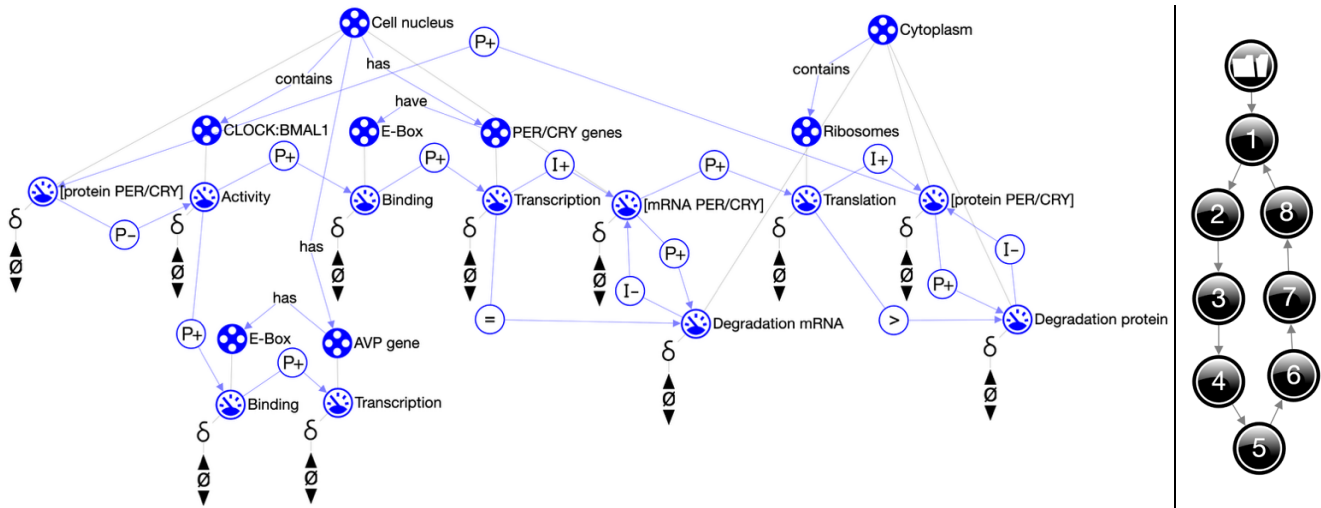 Cell nucleus
Cytoplasm
P+
has
contains
contains
have
CLOCK:BMAL1
E-Box
PER/CRY genes
Ribosomes
P+
P+
I+
P+
I+
[protein PER/CRY]
Activity
Binding
Transcription
[mRNA PER/CRY]
Translation
[protein PER/CRY]
δ
δ
δ
δ
δ
δ
δ
P-
has
P+
I-
Ø
Ø
Ø
Ø
Ø
Ø
Ø
I-
P+
has
P+
=
>
Degradation mRNA
Degradation protein
E-Box
P+
AVP gene
δ
δ
Binding
Transcription
Ø
Ø
δ
δ
Ø
Ø
1
2
8
3
7
4
6
5